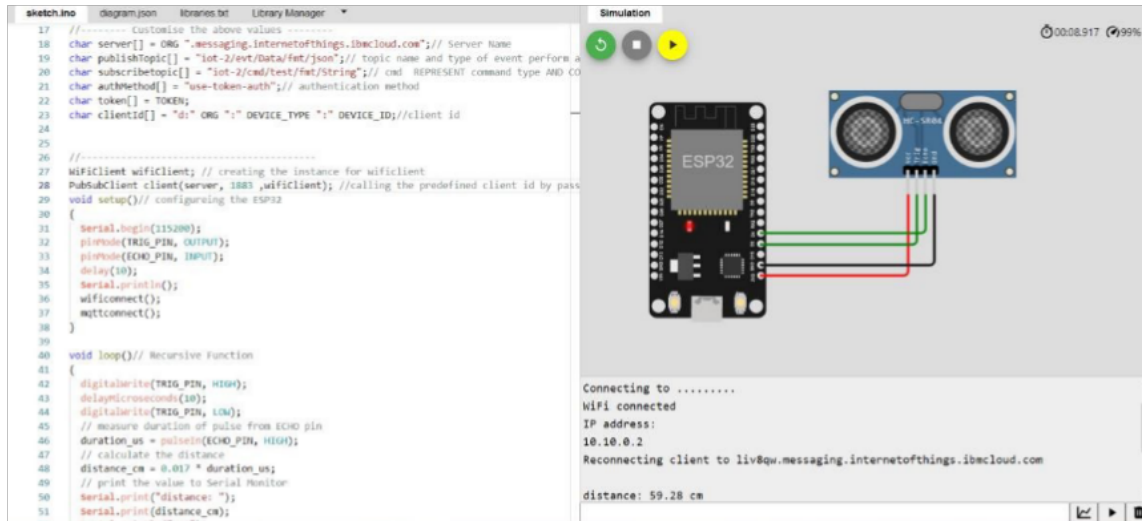 sketch.ino diagram.json libraries.txt Library Manager
17 //-------- Customise the above values --------
18 char server[] = ORG ".messaging.internetofthings.ibmcloud.com";// Server Name
19 char publishTopic[] = "iot-2/evt/Data/fmt/json";// topic name and type of event perform a
20 char subscribetopic[] = "iot-2/cmd/test/fmt/String";// cmd REPRESENT command type AND CO
21 char authMethod[] = "use-token-auth";// authentication method
22 char token[] = TOKEN;
23 char clientId[] = "d:" ORG ":" DEVICE_TYPE ":" DEVICE_ID;//client id
24
25
26 //----------------------------------------
27 WiFiClient wifiClient; // creating the instance for wificlient
28 PubSubClient client(server, 1883 ,wifiClient); //calling the predefined client id by pass
29 void setup()// configureing the ESP32
30 {
31 Serial.begin(115200);
32 pinMode(TRIG_PIN, OUTPUT);
33 pinMode(ECHO_PIN, INPUT);
34 delay(10);
35 Serial.println();
36 wificonnect();
37 mqttconnect();
38 }
39
40 void loop()// Recursive Function
41 {
42 digitalWrite(TRIG_PIN, HIGH);
43 delayMicroseconds(10);
44 digitalWrite(TRIG_PIN, LOW);
45 // measure duration of pulse from ECHO pin
46 duration_us = pulseIn(ECHO_PIN, HIGH);
47 // calculate the distance
48 distance_cm = 0.017 * duration_us;
49 // print the value to Serial Monitor
50 Serial.print("distance: ");
51 Serial.print(distance_cm);
Simulation
00:08.917 99%
HC-SR04
ESP32
Connecting to .........
WiFi connected
IP address:
10.10.0.2
Reconnecting client to liv8qw.messaging.internetofthings.ibmcloud.com
distance: 59.28 cm